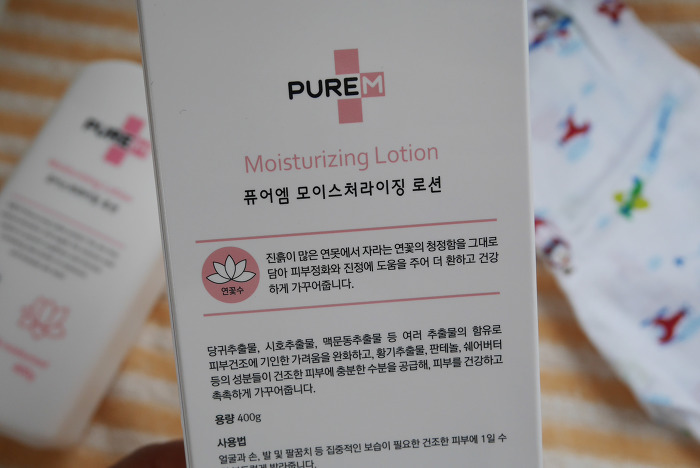 PUREM
Moisturizing Lotion
퓨어엠 모이스처라이징 로션
연꽃수
진흙이 많은 연못에서 자라는 연꽃의 청정함을 그대로
담아 피부정화와 진정에 도움을 주어 더 환하고 건강
하게 가꾸어줍니다.
당귀추출물, 시호추출물, 맥문동추출물 등 여러 추출물의 함유로
피부건조에 기인한 가려움을 완화하고, 황기추출물, 판테놀, 쉐어버터
등의 성분들이 건조한 피부에 충분한 수분을 공급해, 피부를 건강하고
촉촉하게 가꾸어줍니다.
용량 400g
사용법
얼굴과 손, 발 및 팔꿈치 등 집중적인 보습이 필요한 건조한 피부에 1일 수
발라줍니다.
PUREM
Moisturizing Lotion